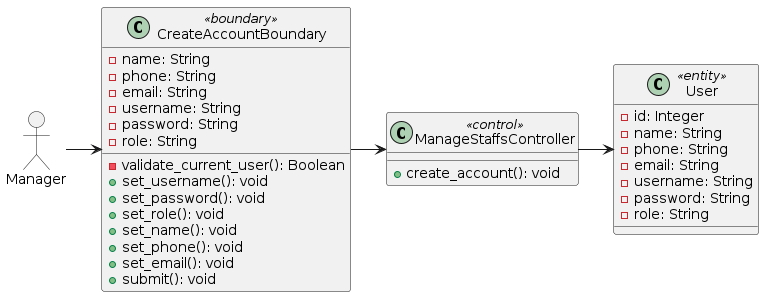 Manager
C
«boundary»
CreateAccountBoundary
name: String
phone: String
email: String
username: String
password: String
role: String
validate_current_user(): Boolean
set_username(): void
set_password(): void
set_role(): void
set_name(): void
set_phone(): void
set_email(): void
submit(): void
C
«control»
ManageStaffsController
create_account(): void
C
«entity»
User
id: Integer
name: String
phone: String
email: String
username: String
password: String
role: String